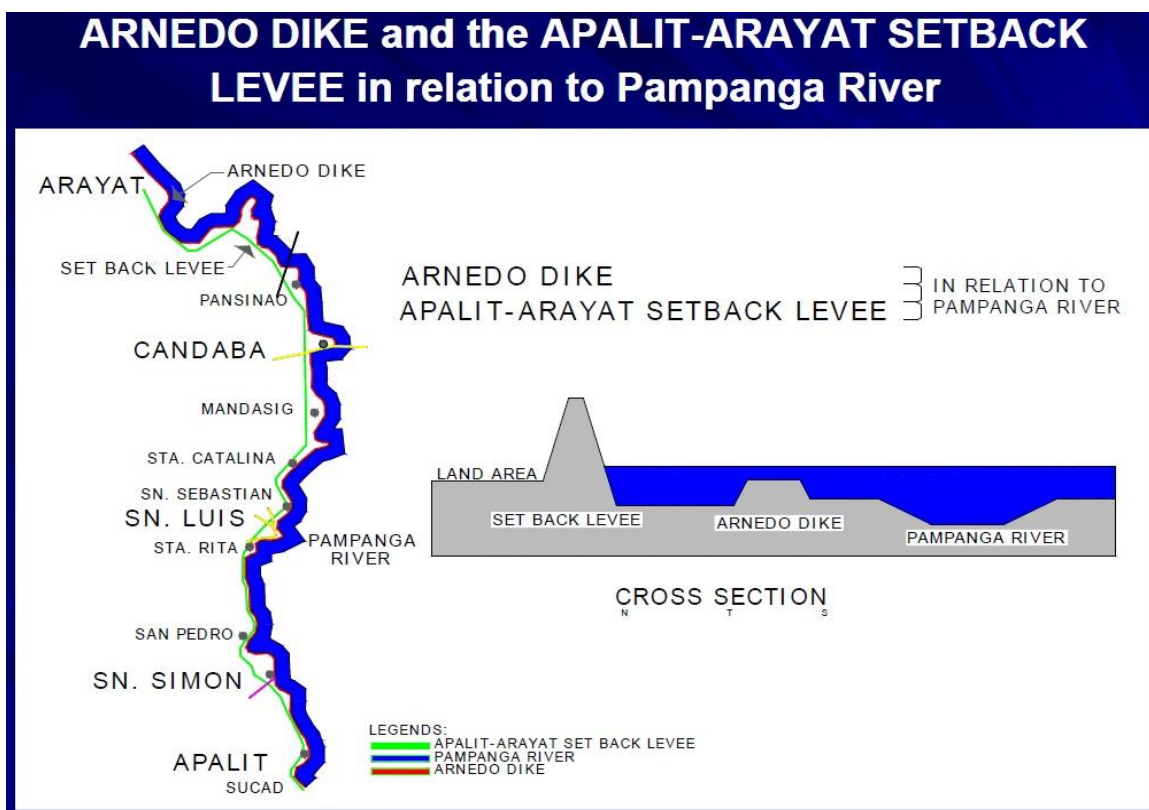 ARNEDO DIKE and the APALIT-ARAYAT SETBACK
LEVEE in relation to Pampanga River
ARNEDO DIKE
ARAYAT
SET BACK LEVEE
PANSINAO
CANDABA
MANDASIG
STA. CATALINA
SN. SEBASTIAN
SN. LUIS
STA. RITA
PAMPANGA
RIVER
SAN PEDRO
SN. SIMON
APALIT
SUCAD
ARNEDO DIKE
APALIT-ARAYAT SETBACK LEVEE
IN RELATION TO
PAMPANGA RIVER
LAND AREA
SET BACK LEVEE
ARNEDO DIKE
PAMPANGA RIVER
CROSS SECTION
N T S
LEGENDS:
APALIT-ARAYAT SET BACK LEVEE
PAMPANGA RIVER
ARNEDO DIKE